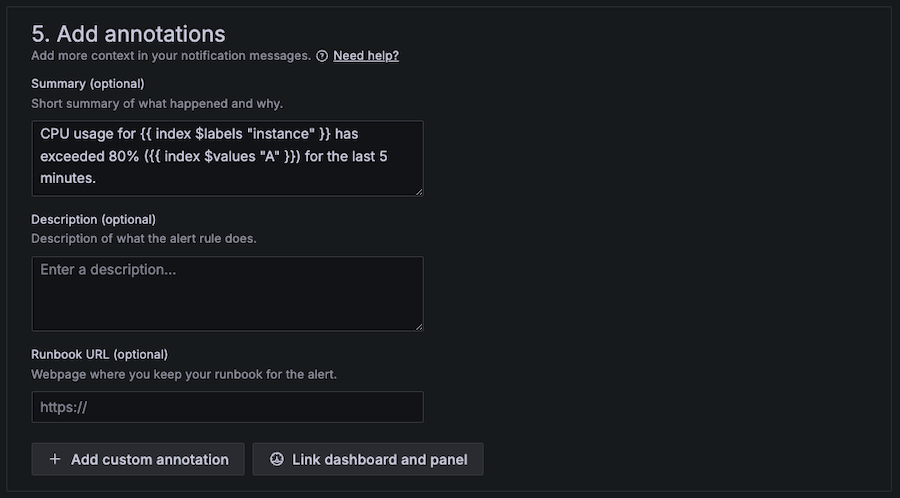 5. Add annotations
Add more context in your notification messages. Need help?
Summary (optional)
Short summary of what happened and why.
CPU usage for {{ index $labels "instance" }} has
exceeded 80% ({{ index $values "A" }}) for the last 5
minutes.
Description (optional)
Description of what the alert rule does.
Enter a description...
Runbook URL (optional)
Webpage where you keep your runbook for the alert.
https://
Add custom annotation Link dashboard and panel